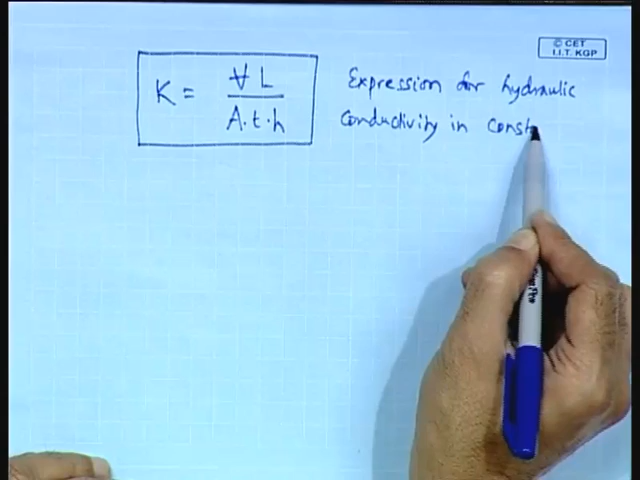 © CET
I.I.T. KGP
K = ∀ L / A.t.h
Expression for hydraulic
conductivity in const